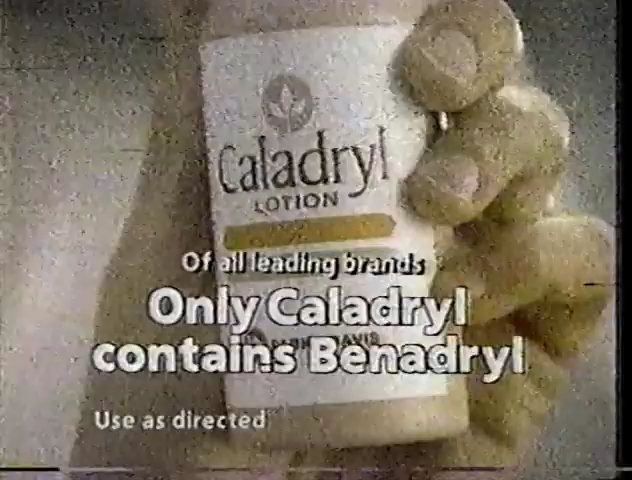 Caladryl
LOTION
Of all leading brands
Only Caladryl
contains Benadryl
Use as directed